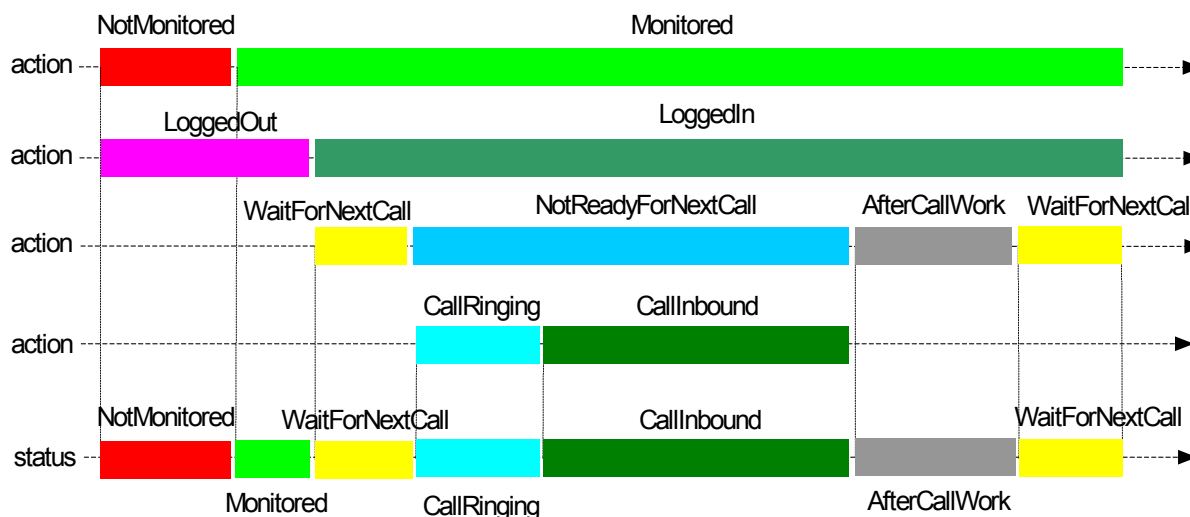 NotMonitored Monitored
action
LoggedOut LoggedIn
action
WaitForNextCall NotReadyForNextCall AfterCallWork WaitForNextCal
action
CallRinging CallInbound
action
NotMonitored WaitForNextCall CallInbound WaitForNextCall
status
Monitored CallRinging AfterCallWork